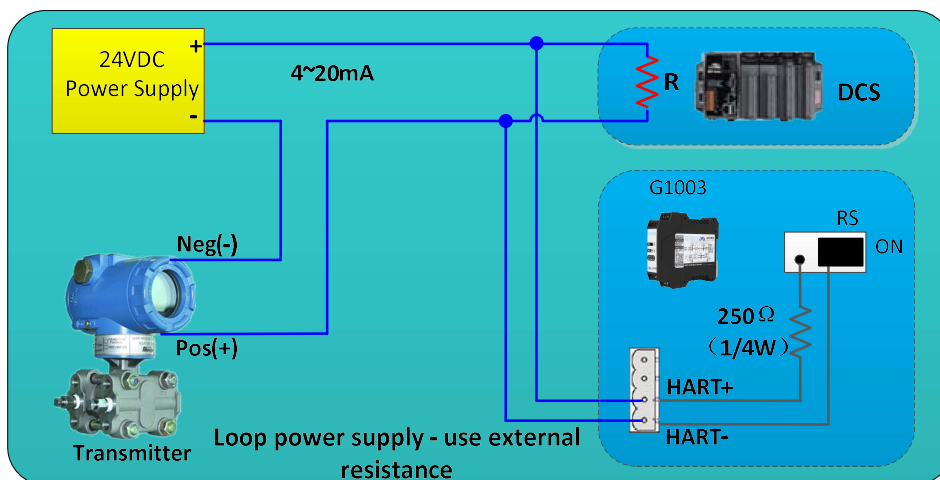 24VDC
Power Supply
+
-
4~20mA
R
DCS
G1003
RS
ON
Neg(-)
Pos(+)
250Ω
（1/4W）
HART+
HART-
Transmitter
Loop power supply - use external
resistance